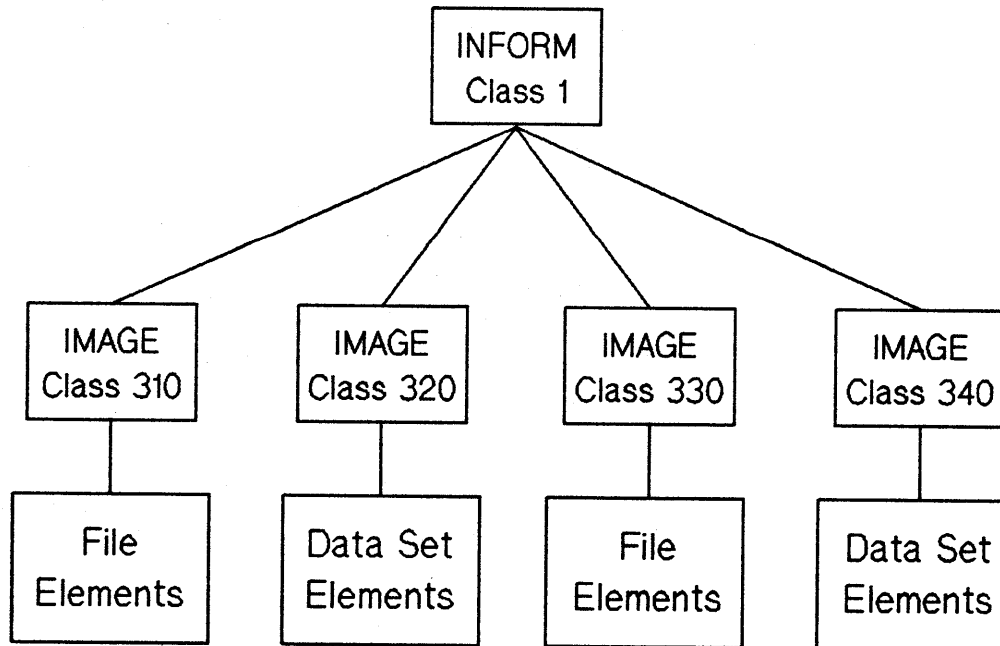 INFORM
Class 1
IMAGE
Class 310
IMAGE
Class 320
IMAGE
Class 330
IMAGE
Class 340
File
Elements
Data Set
Elements
File
Elements
Data Set
Elements